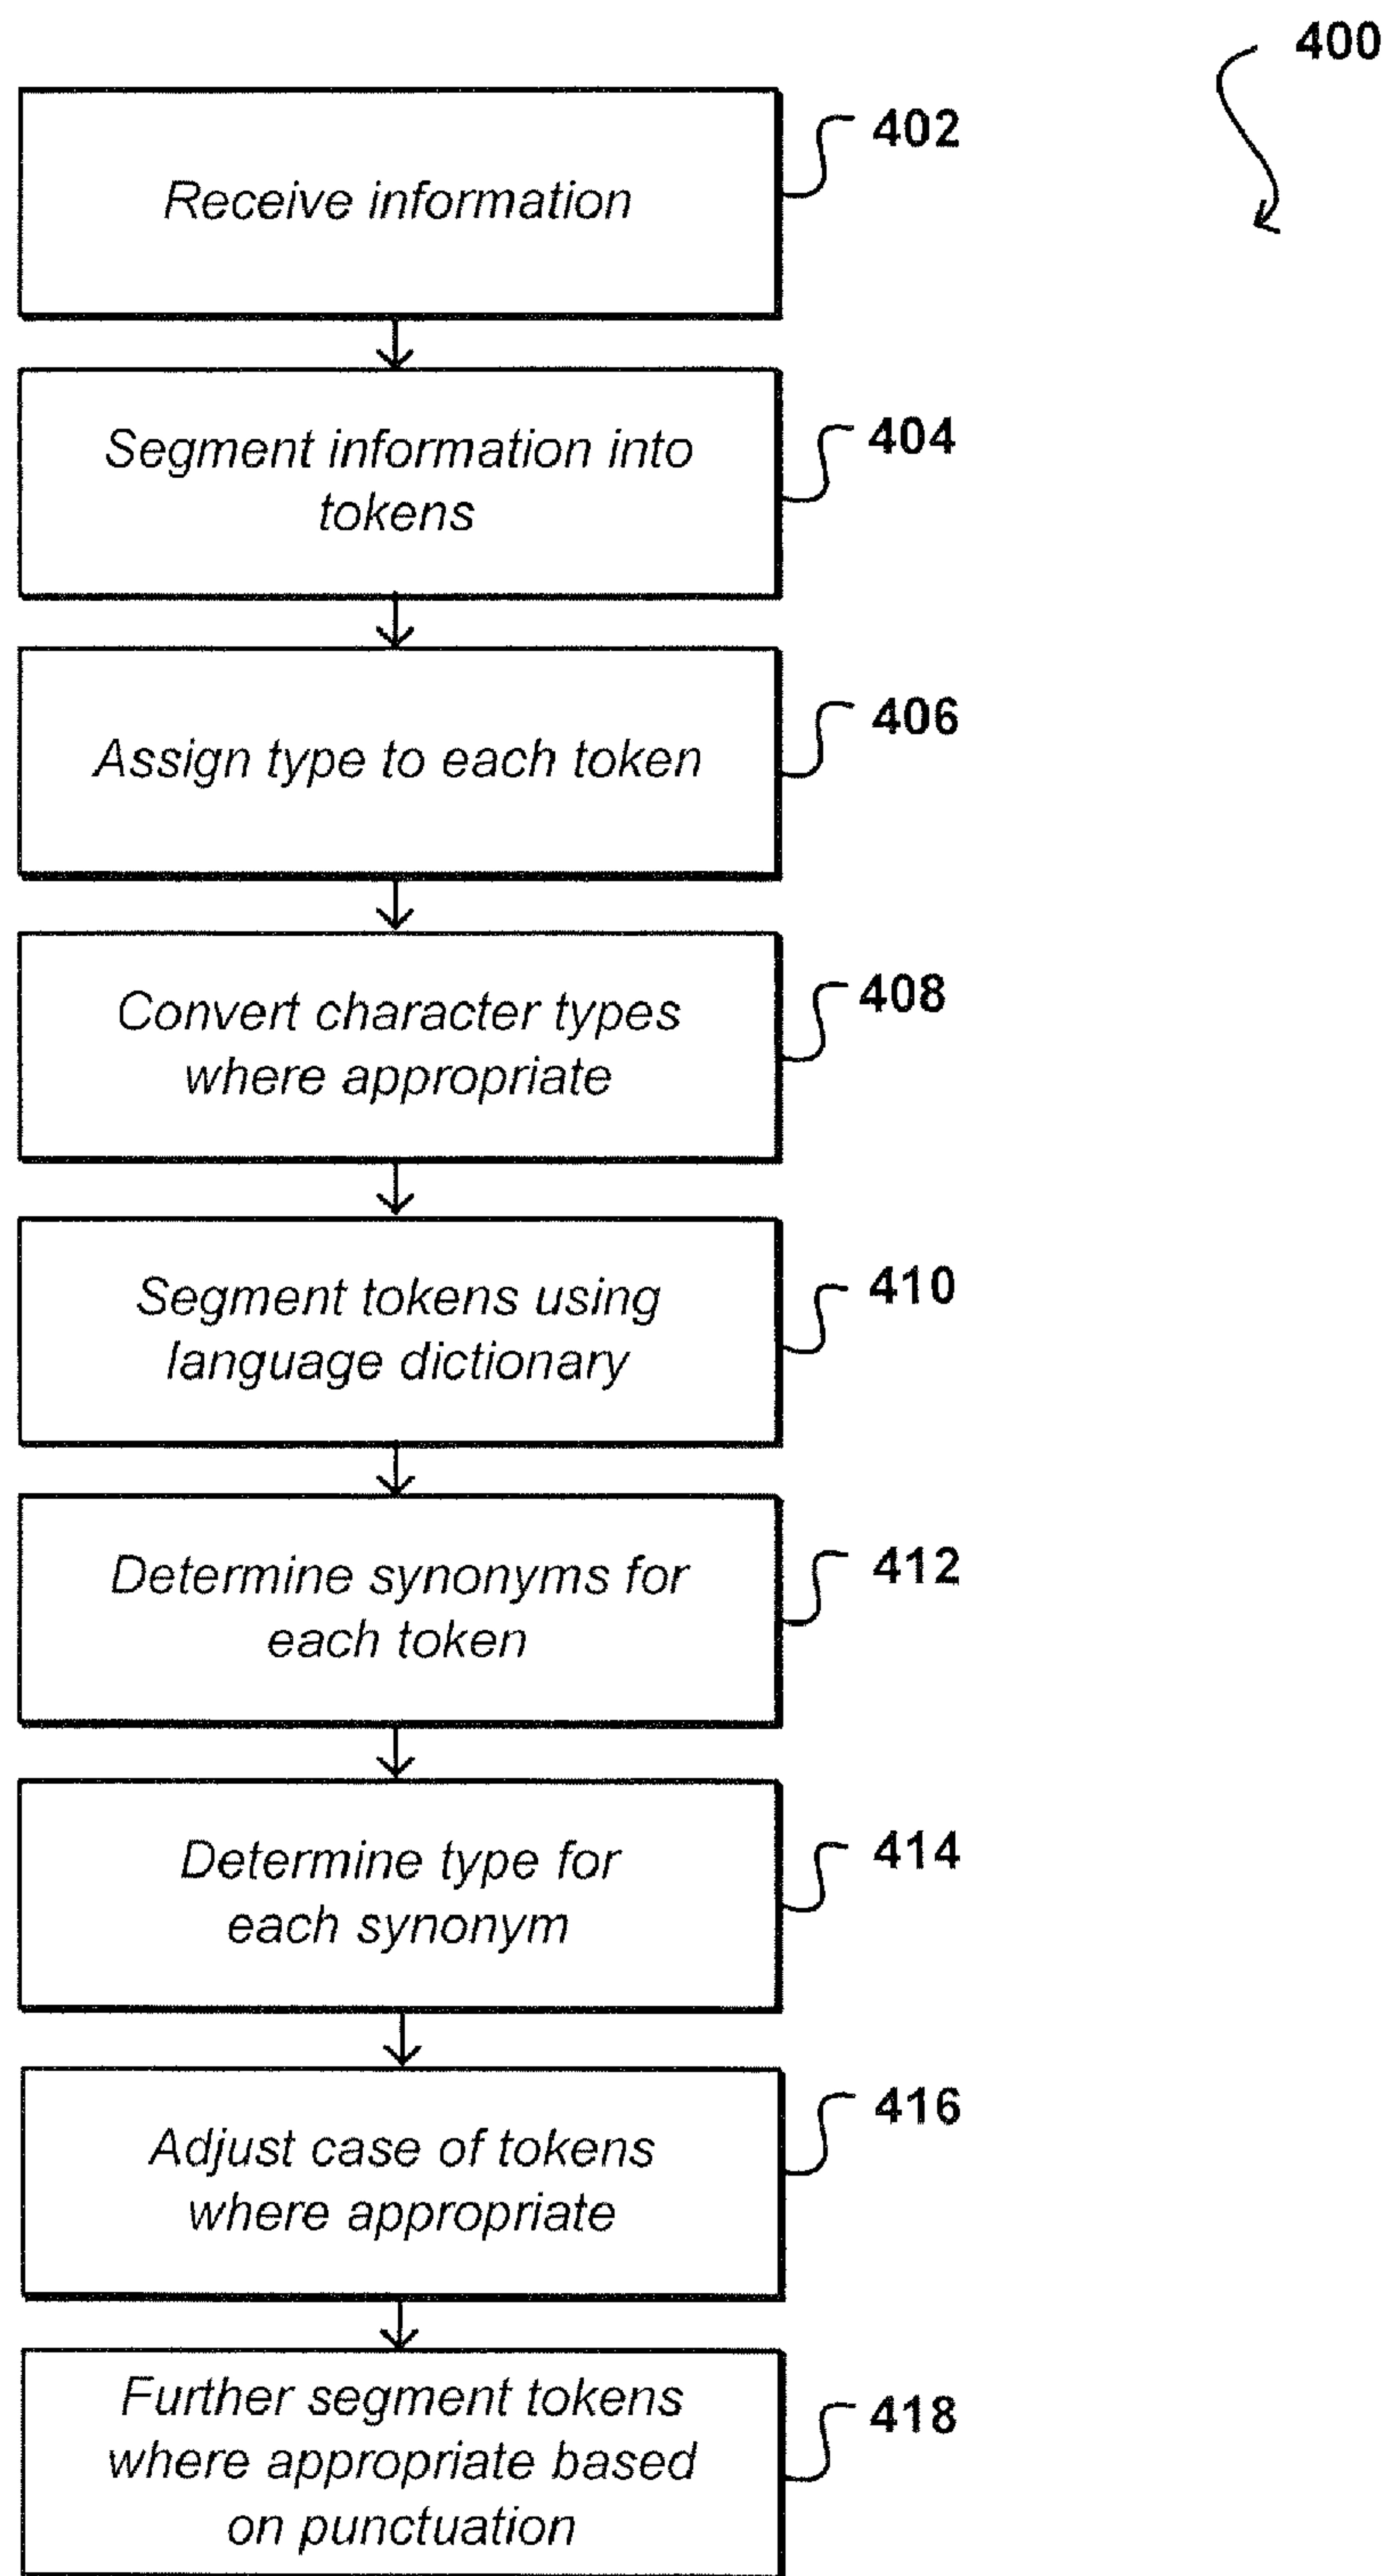 400
402
Receive information
404
Segment information into
tokens
406
Assign type to each token
408
Convert character types
where appropriate
410
Segment tokens using
language dictionary
412
Determine synonyms for
each token
414
Determine type for
each synonym
416
Adjust case of tokens
where appropriate
418
Further segment tokens
where appropriate based
on punctuation